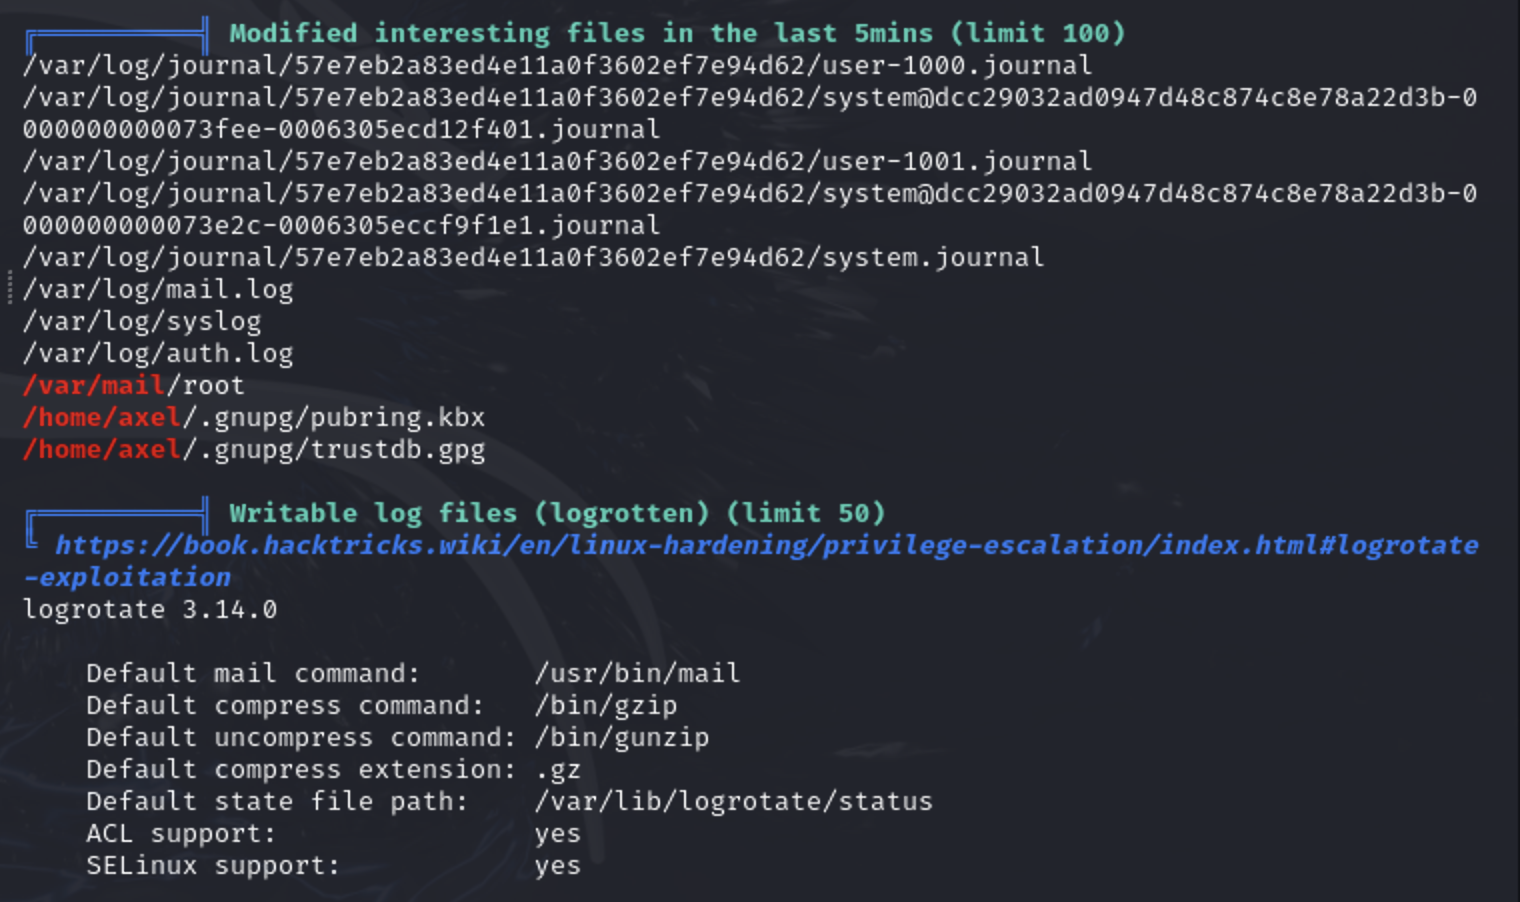 ╔══════════╣ Modified interesting files in the last 5mins (limit 100)
/var/log/journal/57e7eb2a83ed4e11a0f3602ef7e94d62/user-1000.journal
/var/log/journal/57e7eb2a83ed4e11a0f3602ef7e94d62/system@dcc29032ad0947d48c874c8e78a22d3b-0
000000000073fee-0006305ecd12f401.journal
/var/log/journal/57e7eb2a83ed4e11a0f3602ef7e94d62/user-1001.journal
/var/log/journal/57e7eb2a83ed4e11a0f3602ef7e94d62/system@dcc29032ad0947d48c874c8e78a22d3b-0
000000000073e2c-0006305eccf9f1e1.journal
/var/log/journal/57e7eb2a83ed4e11a0f3602ef7e94d62/system.journal
/var/log/mail.log
/var/log/syslog
/var/log/auth.log
/var/mail/root
/home/axel/.gnupg/pubring.kbx
/home/axel/.gnupg/trustdb.gpg
╔══════════╣ Writable log files (logrotten) (limit 50)
╚ https://book.hacktricks.wiki/en/linux-hardening/privilege-escalation/index.html#logrotate
-exploitation
logrotate 3.14.0
Default mail command: /usr/bin/mail
Default compress command: /bin/gzip
Default uncompress command: /bin/gunzip
Default compress extension: .gz
Default state file path: /var/lib/logrotate/status
ACL support: yes
SELinux support: yes